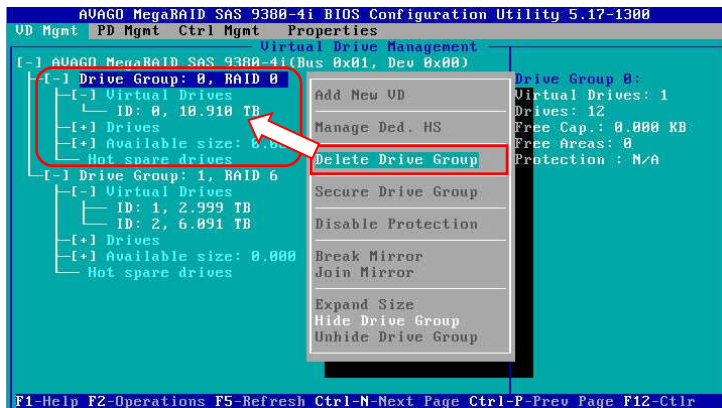 AVAGO MegaRAID SAS 9380-4i BIOS Configuration Utility 5.17-1300
VD Mgmt PD Mgmt Ctrl Mgmt Properties
Virtual Drive Management
[-] AVAGO MegaRAID SAS 9380-4i(Bus 0x01, Dev 0x00)
[-] Drive Group: 0, RAID 0
[-] Virtual Drives
ID: 0, 10.910 TB
[+] Drives
[+] Available size: 0.00
Hot spare drives
[-] Drive Group: 1, RAID 6
[-] Virtual Drives
ID: 1, 2.999 TB
ID: 2, 6.091 TB
[+] Drives
[+] Available size: 0.000
Hot spare drives
Add New VD
Manage Ded. HS
Delete Drive Group
Secure Drive Group
Disable Protection
Break Mirror
Join Mirror
Expand Size
Hide Drive Group
Unhide Drive Group
Drive Group 0:
Virtual Drives: 1
Drives: 12
Free Cap.: 0.000 KB
Free Areas: 0
Protection : N/A
F1-Help F2-Operations F5-Refresh Ctrl-N-Next Page Ctrl-P-Prev Page F12-Ctlr